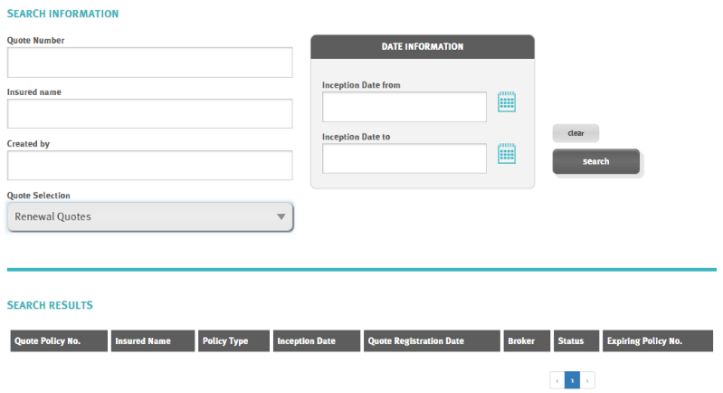 SEARCH INFORMATION
Quote Number
DATE INFORMATION
Inception Date from
Insured name
Inception Date to
clear
Created by
search
Quote Selection
Renewal Quotes
SEARCH RESULTS
Quote Policy No. Insured Name Policy Type Inception Date Quote Registration Date Broker Status Expiring Policy No.
‹ 1 ›